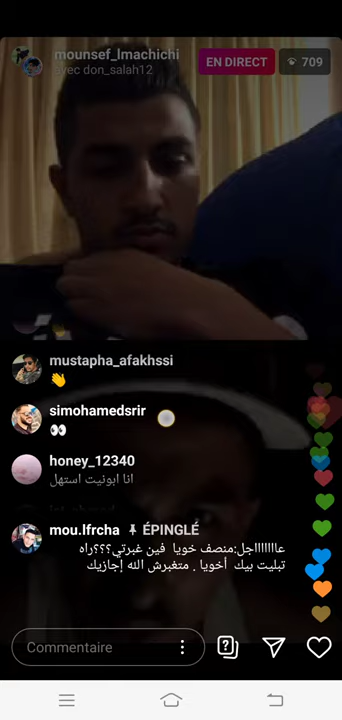 mounsef_lmachichi
avec don_salah12
EN DIRECT
709
mustapha_afakhssi
👋
simohamedsrir
👀
honey_12340
انا ابونيت استهل
mou.lfrcha ÉPINGLÉ
عااااااجل:منصف خويا فين غبرتي؟؟؟راه
تبليت بيك أخويا . متغبرش الله إجازيك
Commentaire